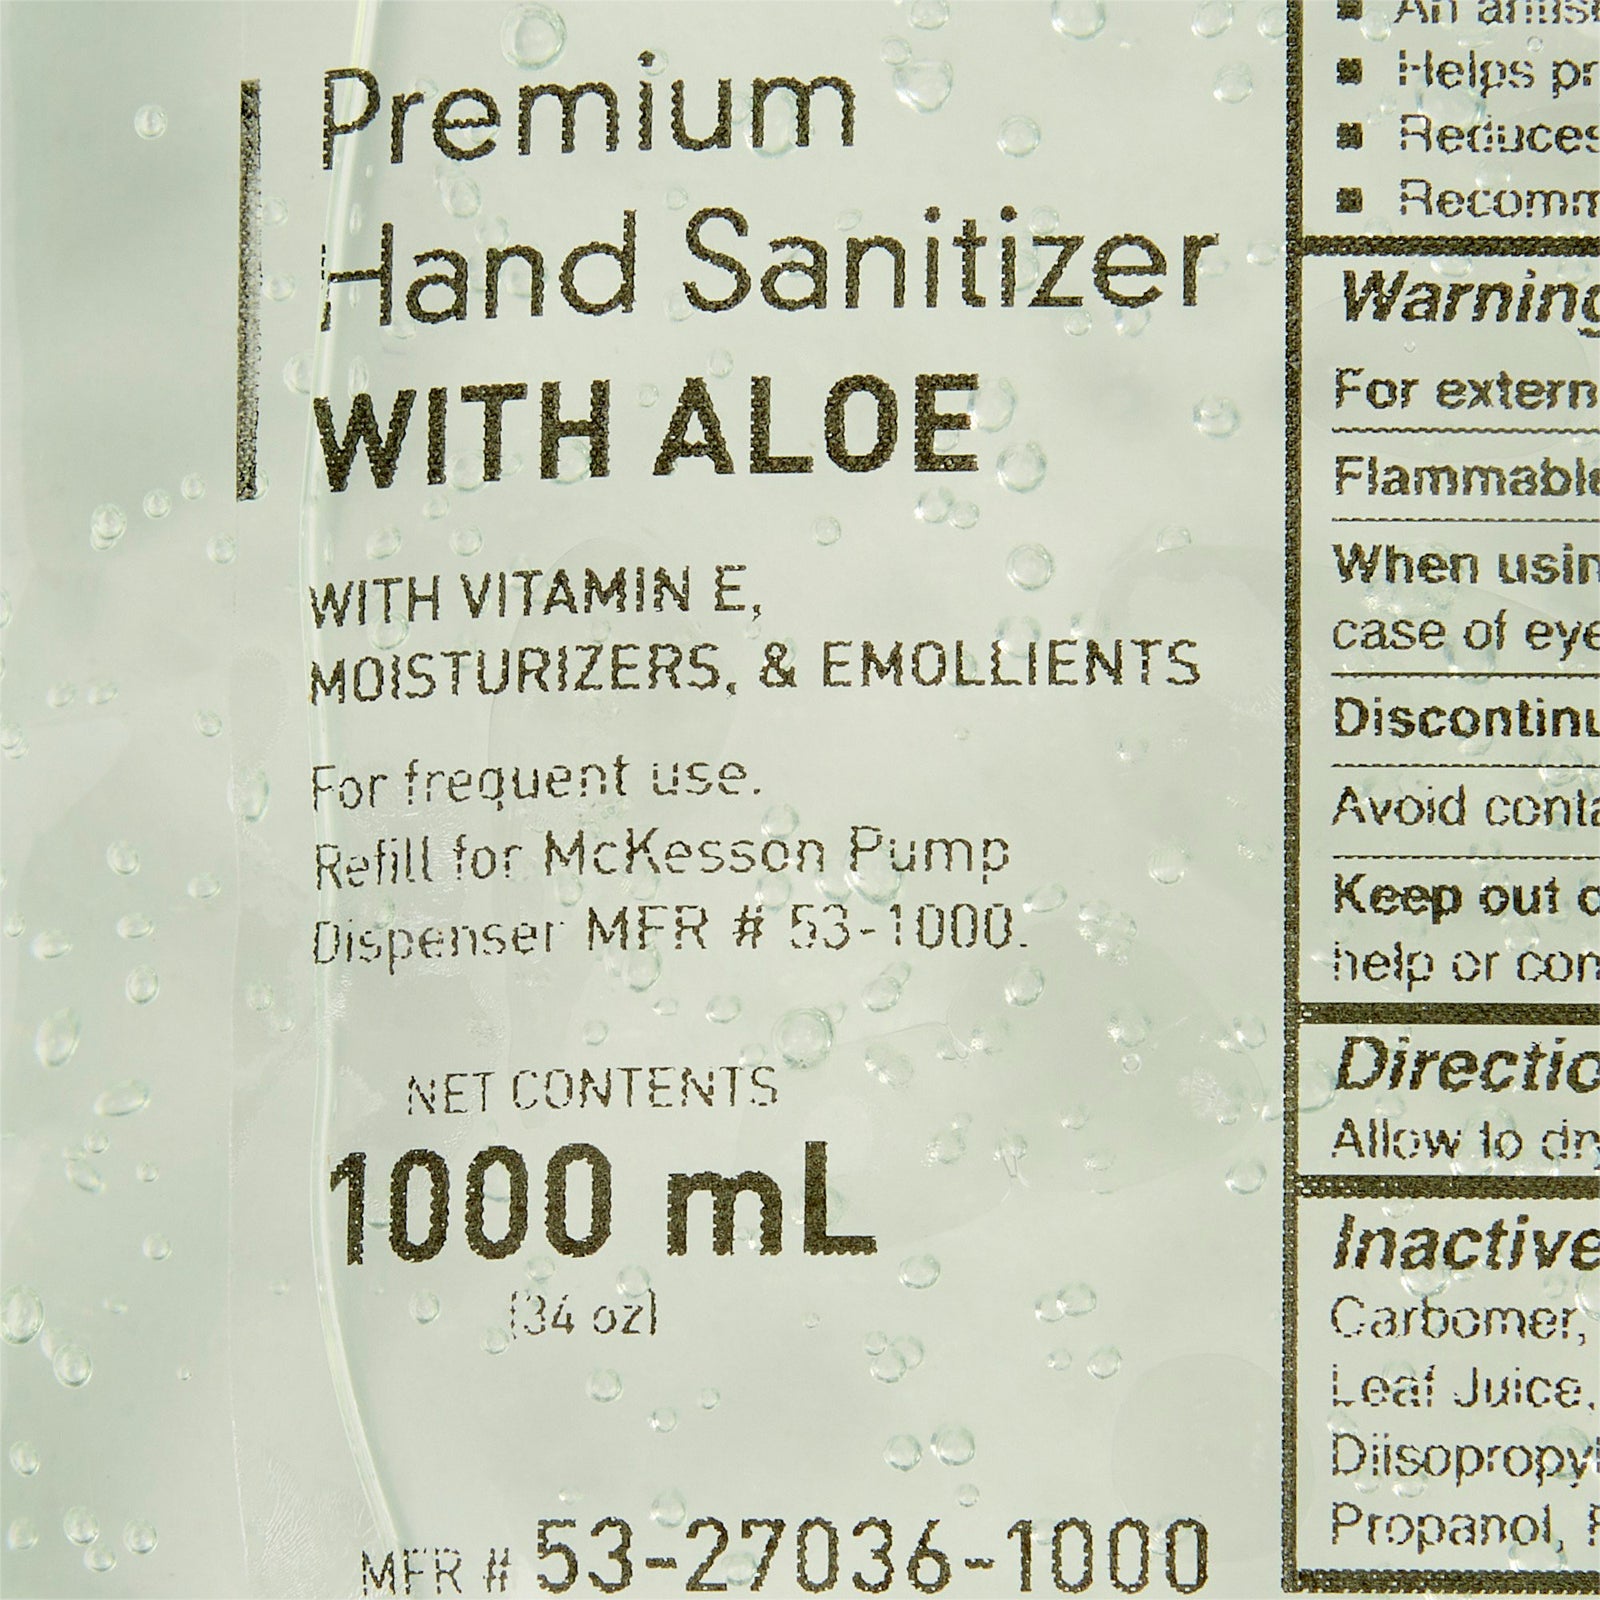 Premium
Hand Sanitizer
WITH ALOE
WITH VITAMIN E,
MOISTURIZERS, & EMOLLIENTS
For frequent use.
Refill for McKesson Pump
Dispenser MFR # 53-1000.
NET CONTENTS
1000 mL
(34 oz)
MFR # 53-27036-1000
An
Helps
Reduces
Recomm
Warning
For extern
Flammable
When usin
case of eye
Discontinu
Avoid conta
Keep out o
help or con
Directio
Allow to dry
Inactive
Carbomer,
Leaf Juice,
Diisopropyl
Propanol,